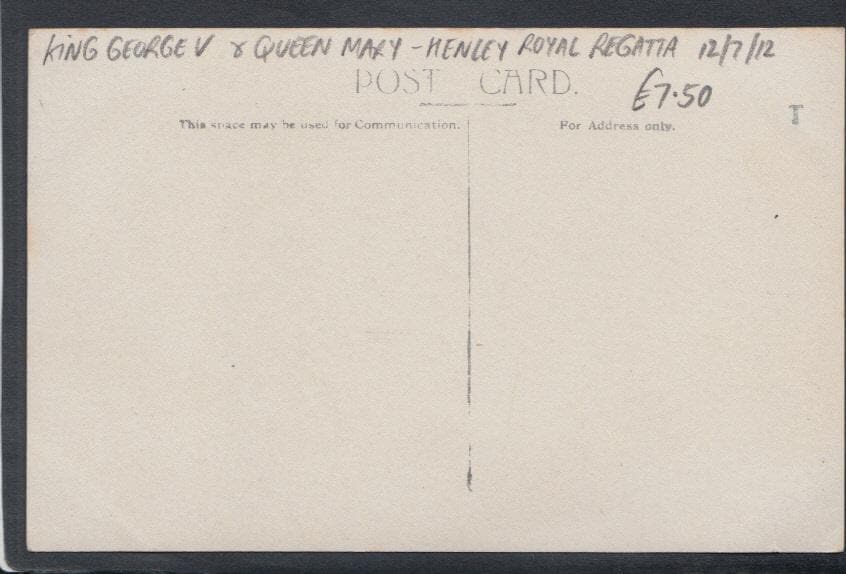 KING GEORGE V & QUEEN MARY - HENLEY ROYAL REGATTA 12/7/12
POST CARD.
£7.50
T
This space may be used for Communication.
For Address only.